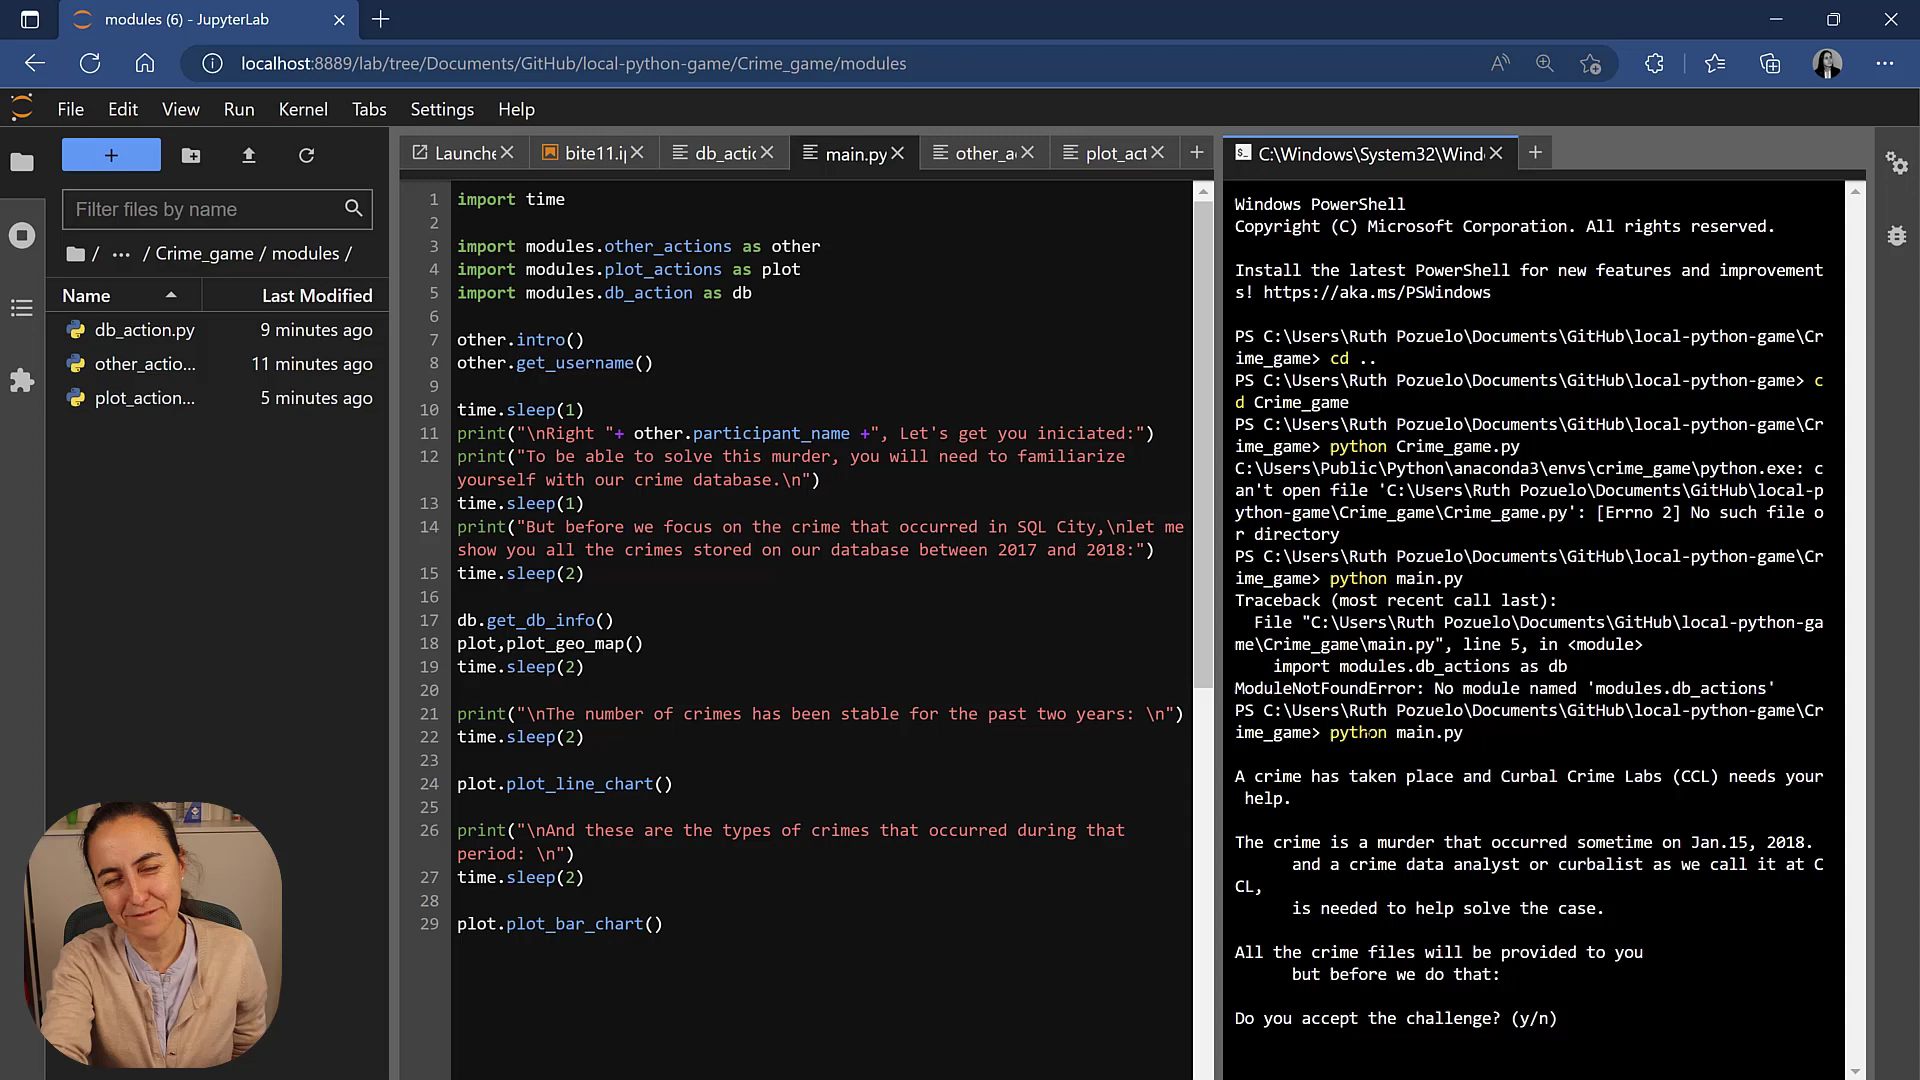 modules (6) - JupyterLab
localhost:8889/lab/tree/Documents/GitHub/local-python-game/Crime_game/modules
File Edit View Run Kernel Tabs Settings Help
Filter files by name
/ ... / Crime_game / modules /
Name Last Modified
db_action.py 9 minutes ago
other_actio... 11 minutes ago
plot_action... 5 minutes ago
Launche bite11.i db_actic main.py other_a plot_act
1 import time
2
3 import modules.other_actions as other
4 import modules.plot_actions as plot
5 import modules.db_action as db
6
7 other.intro()
8 other.get_username()
9
10 time.sleep(1)
11 print("\nRight "+ other.participant_name +", Let's get you iniciated:")
12 print("To be able to solve this murder, you will need to familiarize
yourself with our crime database.\n")
13 time.sleep(1)
14 print("But before we focus on the crime that occurred in SQL City,\nlet me
show you all the crimes stored on our database between 2017 and 2018:")
15 time.sleep(2)
16
17 db.get_db_info()
18 plot,plot_geo_map()
19 time.sleep(2)
20
21 print("\nThe number of crimes has been stable for the past two years: \n")
22 time.sleep(2)
23
24 plot.plot_line_chart()
25
26 print("\nAnd these are the types of crimes that occurred during that
period: \n")
27 time.sleep(2)
28
29 plot.plot_bar_chart()
C:\Windows\System32\Wind
Windows PowerShell
Copyright (C) Microsoft Corporation. All rights reserved.
Install the latest PowerShell for new features and improvement
s! https://aka.ms/PSWindows
PS C:\Users\Ruth Pozuelo\Documents\GitHub\local-python-game\Cr
ime_game> cd ..
PS C:\Users\Ruth Pozuelo\Documents\GitHub\local-python-game> c
d Crime_game
PS C:\Users\Ruth Pozuelo\Documents\GitHub\local-python-game\Cr
ime_game> python Crime_game.py
C:\Users\Public\Python\anaconda3\envs\crime_game\python.exe: c
an't open file 'C:\Users\Ruth Pozuelo\Documents\GitHub\local-p
ython-game\Crime_game\Crime_game.py': [Errno 2] No such file o
r directory
PS C:\Users\Ruth Pozuelo\Documents\GitHub\local-python-game\Cr
ime_game> python main.py
Traceback (most recent call last):
File "C:\Users\Ruth Pozuelo\Documents\GitHub\local-python-ga
me\Crime_game\main.py", line 5, in <module>
import modules.db_actions as db
ModuleNotFoundError: No module named 'modules.db_actions'
PS C:\Users\Ruth Pozuelo\Documents\GitHub\local-python-game\Cr
ime_game> python main.py
A crime has taken place and Curbal Crime Labs (CCL) needs your
help.
The crime is a murder that occurred sometime on Jan.15, 2018.
and a crime data analyst or curbalist as we call it at C
CL,
is needed to help solve the case.
All the crime files will be provided to you
but before we do that:
Do you accept the challenge? (y/n)